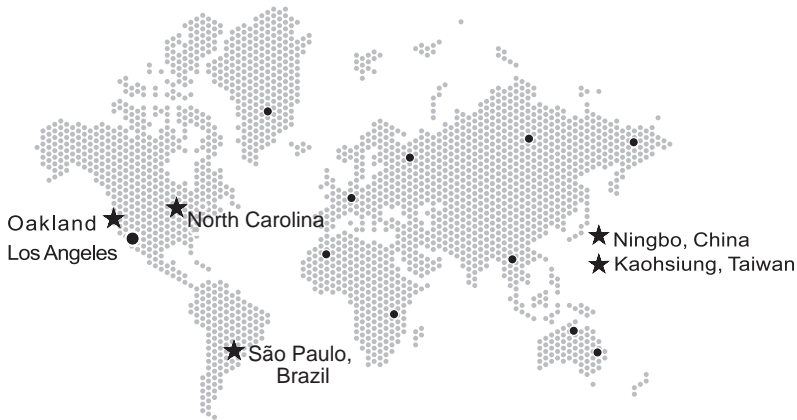 Oakland
Los Angeles
North Carolina
São Paulo,
Brazil
Ningbo, China
Kaohsiung, Taiwan